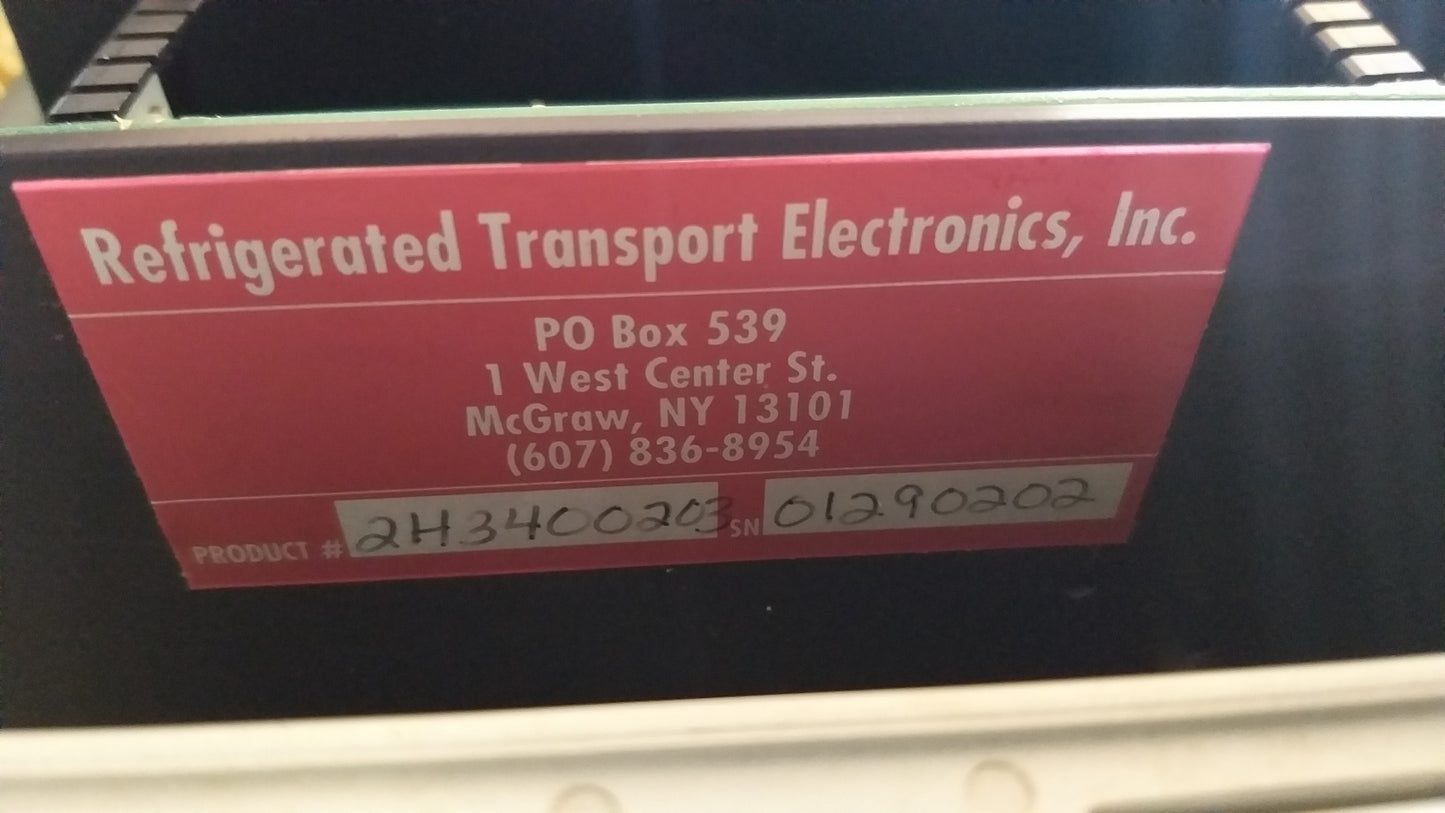 Refrigerated Transport Electronics, Inc.
PO Box 539
1 West Center St.
McGraw, NY 13101
(607) 836-8954
PRODUCT # 2H3400203 SN 01290202